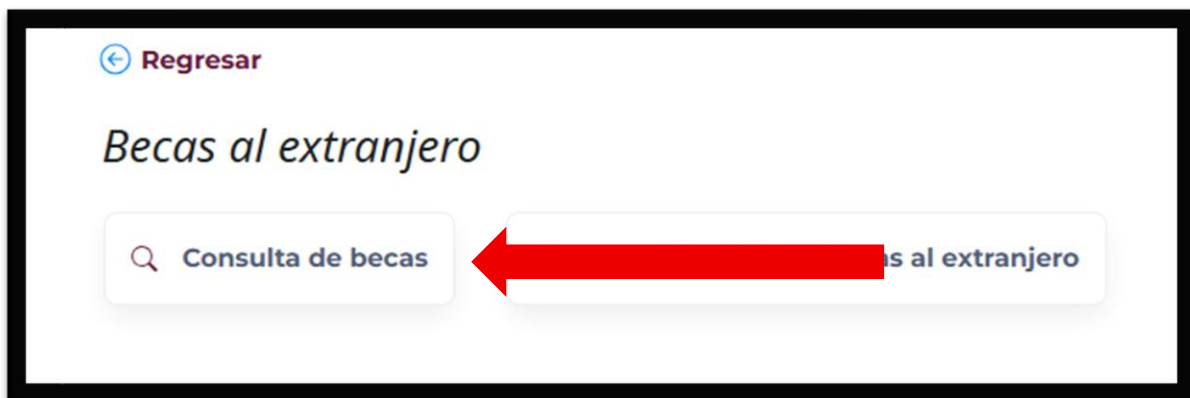 Regresar
Becas al extranjero
Consulta de becas
al extranjero